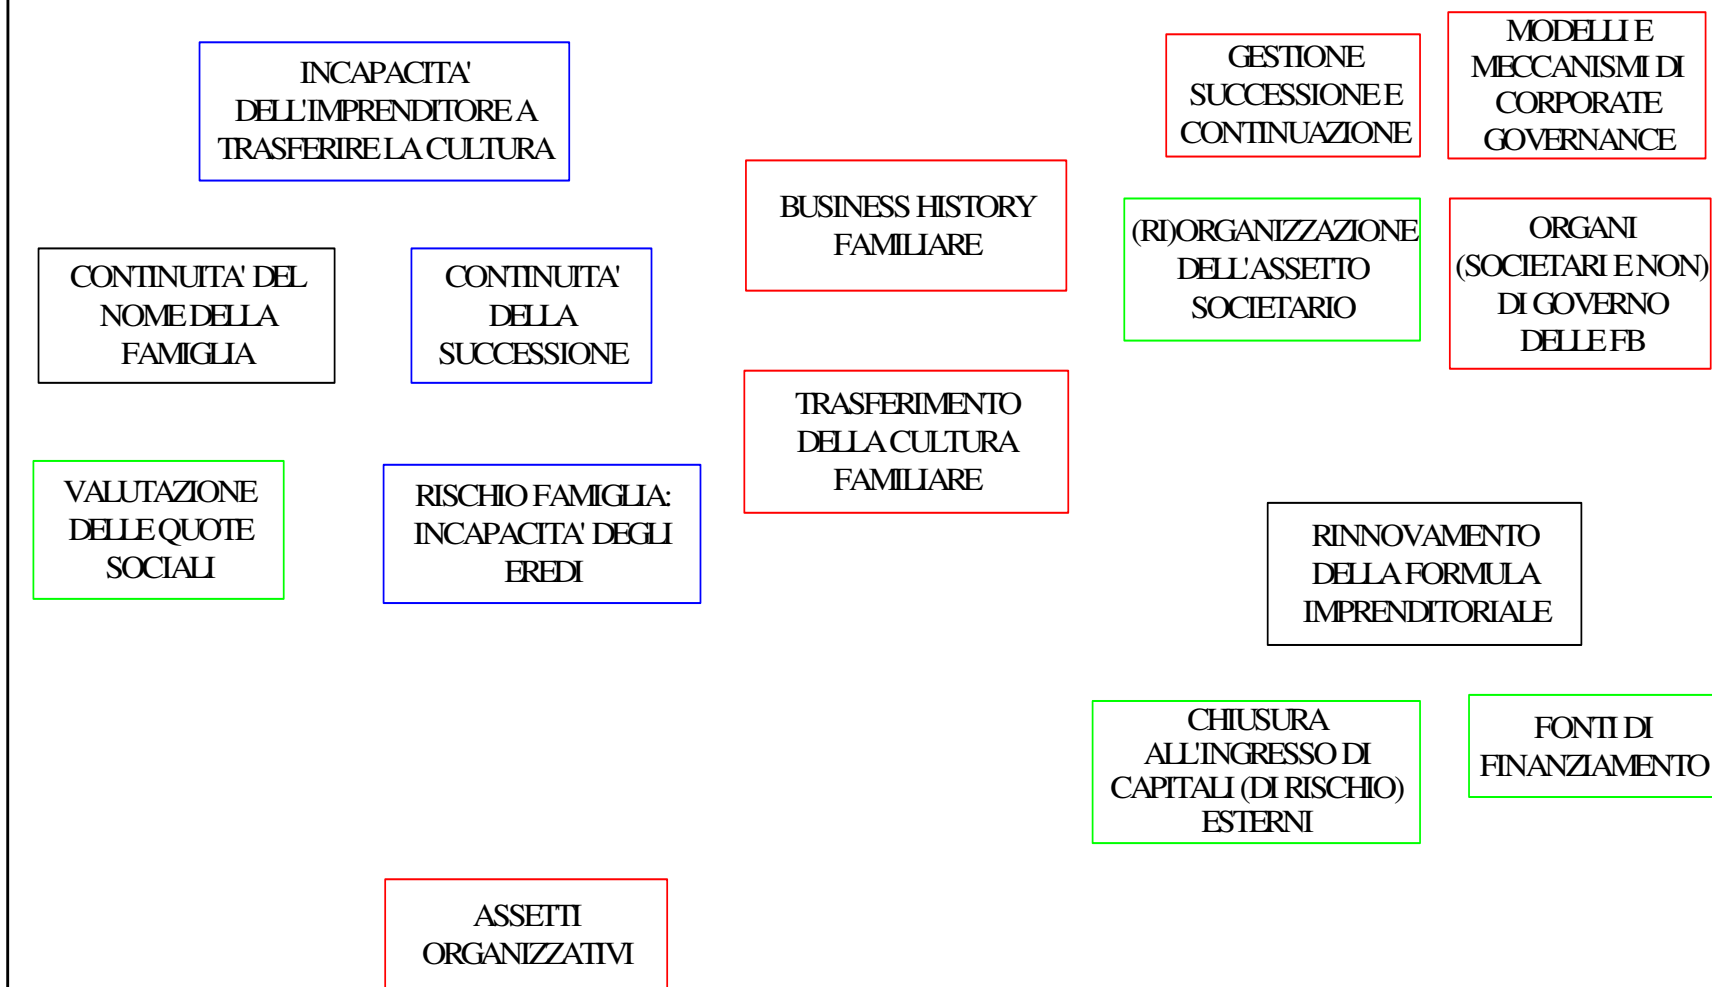 INCAPACITA'
DELL'IMPRENDITORE A
TRASFERIRE LA CULTURA
GESTIONE
SUCCESSIONE E
CONTINUAZIONE
MODELLI E
MECCANISMI DI
CORPORATE
GOVERNANCE
BUSINESS HISTORY
FAMILIARE
(RI)ORGANIZZAZIONE
DELL'ASSETTO
SOCIETARIO
ORGANI
(SOCIETARI E NON)
DI GOVERNO
DELLE FB
CONTINUITA' DEL
NOME DELLA
FAMIGLIA
CONTINUITA'
DELLA
SUCCESSIONE
TRASFERIMENTO
DELLA CULTURA
FAMILIARE
VALUTAZIONE
DELLE QUOTE
SOCIALI
RISCHIO FAMIGLIA:
INCAPACITA' DEGLI
EREDI
RINNOVAMENTO
DELLA FORMULA
IMPRENDITORIALE
CHIUSURA
ALL'INGRESSO DI
CAPITALI (DI RISCHIO)
ESTERNI
FONTI DI
FINANZIAMENTO
ASSETTI
ORGANIZZATIVI